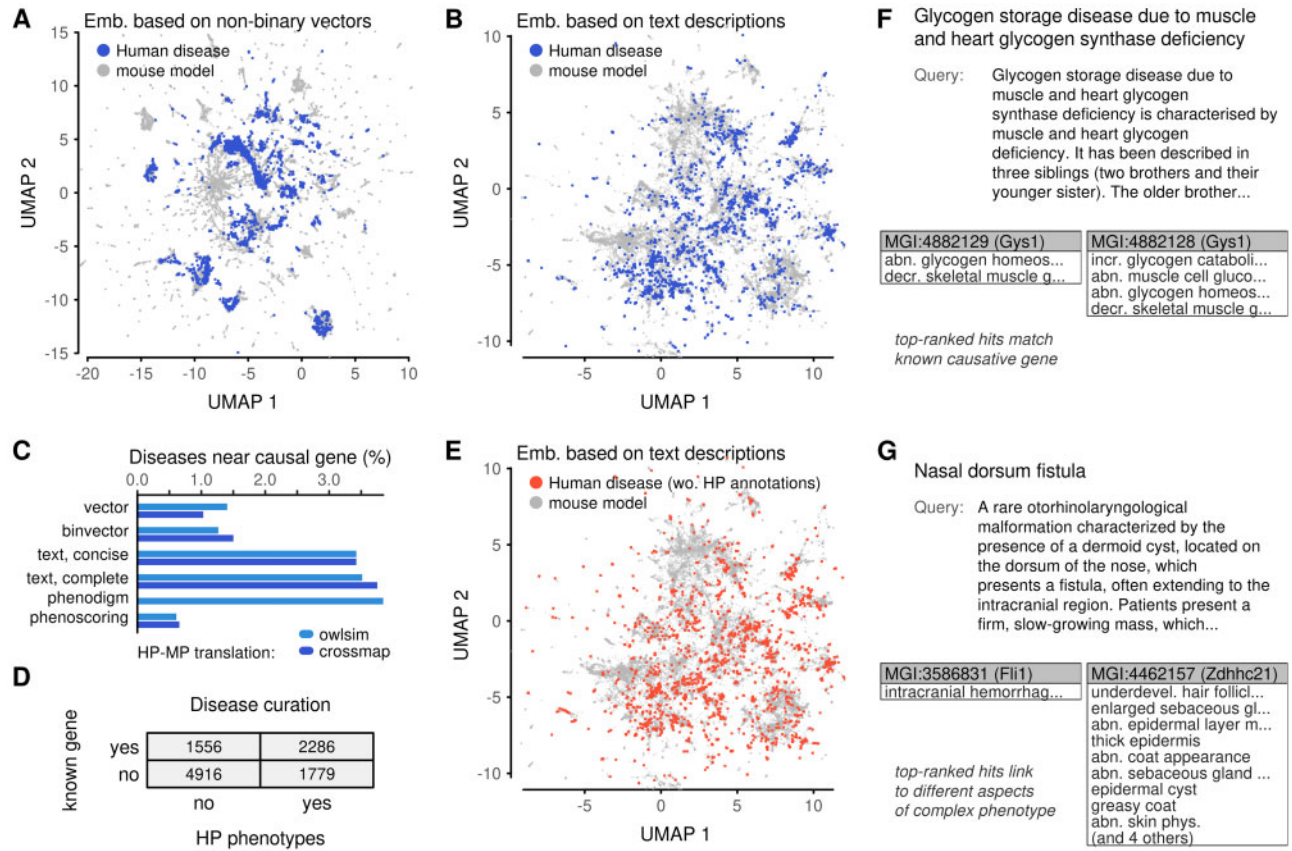 A
Emb. based on non-binary vectors
Human disease
mouse model
15
10
5
0
-5
-10
-15
UMAP 2
-20
-15
-10
-5
0
5
10
UMAP 1
B
Emb. based on text descriptions
Human disease
mouse model
10
5
0
-5
-10
UMAP 2
-5
0
5
10
UMAP 1
C
Diseases near causal gene (%)
0.0
1.0
2.0
3.0
vector
binvector
text, concise
text, complete
phenodigm
phenoscoring
HP-MP translation:
owlsim
crossmap
D
Disease curation
known gene
yes
1556
2286
no
4916
1779
no
yes
HP phenotypes
E
Emb. based on text descriptions
Human disease (wo. HP annotations)
mouse model
10
5
0
-5
-10
UMAP 2
-5
0
5
10
UMAP 1
F
Glycogen storage disease due to muscle
and heart glycogen synthase deficiency
Query:
Glycogen storage disease due to
muscle and heart glycogen
synthase deficiency is characterised by
muscle and heart glycogen
deficiency. It has been described in
three siblings (two brothers and their
younger sister). The older brother...
MGI:4882129 (Gys1)
abn. glycogen homeos...
decr. skeletal muscle g...
MGI:4882128 (Gys1)
incr. glycogen cataboli...
abn. muscle cell gluco...
abn. glycogen homeos...
decr. skeletal muscle g...
top-ranked hits match
known causative gene
G
Nasal dorsum fistula
Query:
A rare otorhinolaryngological
malformation characterized by the
presence of a dermoid cyst, located on
the dorsum of the nose, which
presents a fistula, often extending to the
intracranial region. Patients present a
firm, slow-growing mass, which...
MGI:3586831 (Fli1)
intracranial hemorrhag...
MGI:4462157 (Zdhhc21)
underdevel. hair follicl...
enlarged sebaceous gl...
abn. epidermal layer m...
thick epidermis
abn. coat appearance
abn. sebaceous gland ...
epidermal cyst
greasy coat
abn. skin phys.
(and 4 others)
top-ranked hits link
to different aspects
of complex phenotype